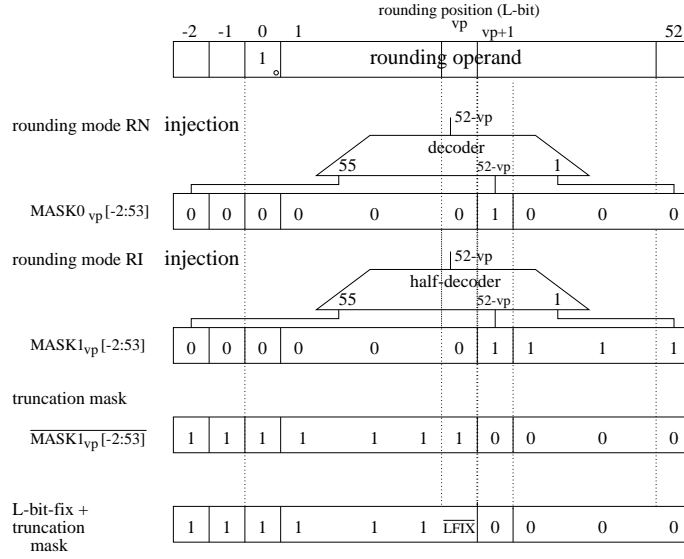 rounding position (L-bit)
-2 -1 0 1 vp vp+1 52
1 rounding operand
rounding mode RN injection
52-vp
decoder
55 52-vp 1
MASK0 vp [-2:53] 0 0 0 0 0 0 1 0 0 0
rounding mode RI injection
52-vp
half-decoder
55 52-vp 1
MASK1vp [-2:53] 0 0 0 0 0 0 1 1 1 1
truncation mask
MASK1vp [-2:53] 1 1 1 1 1 1 1 0 0 0 0
L-bit-fix +
truncation
mask
1 1 1 1 1 1 LFIX 0 0 0 0